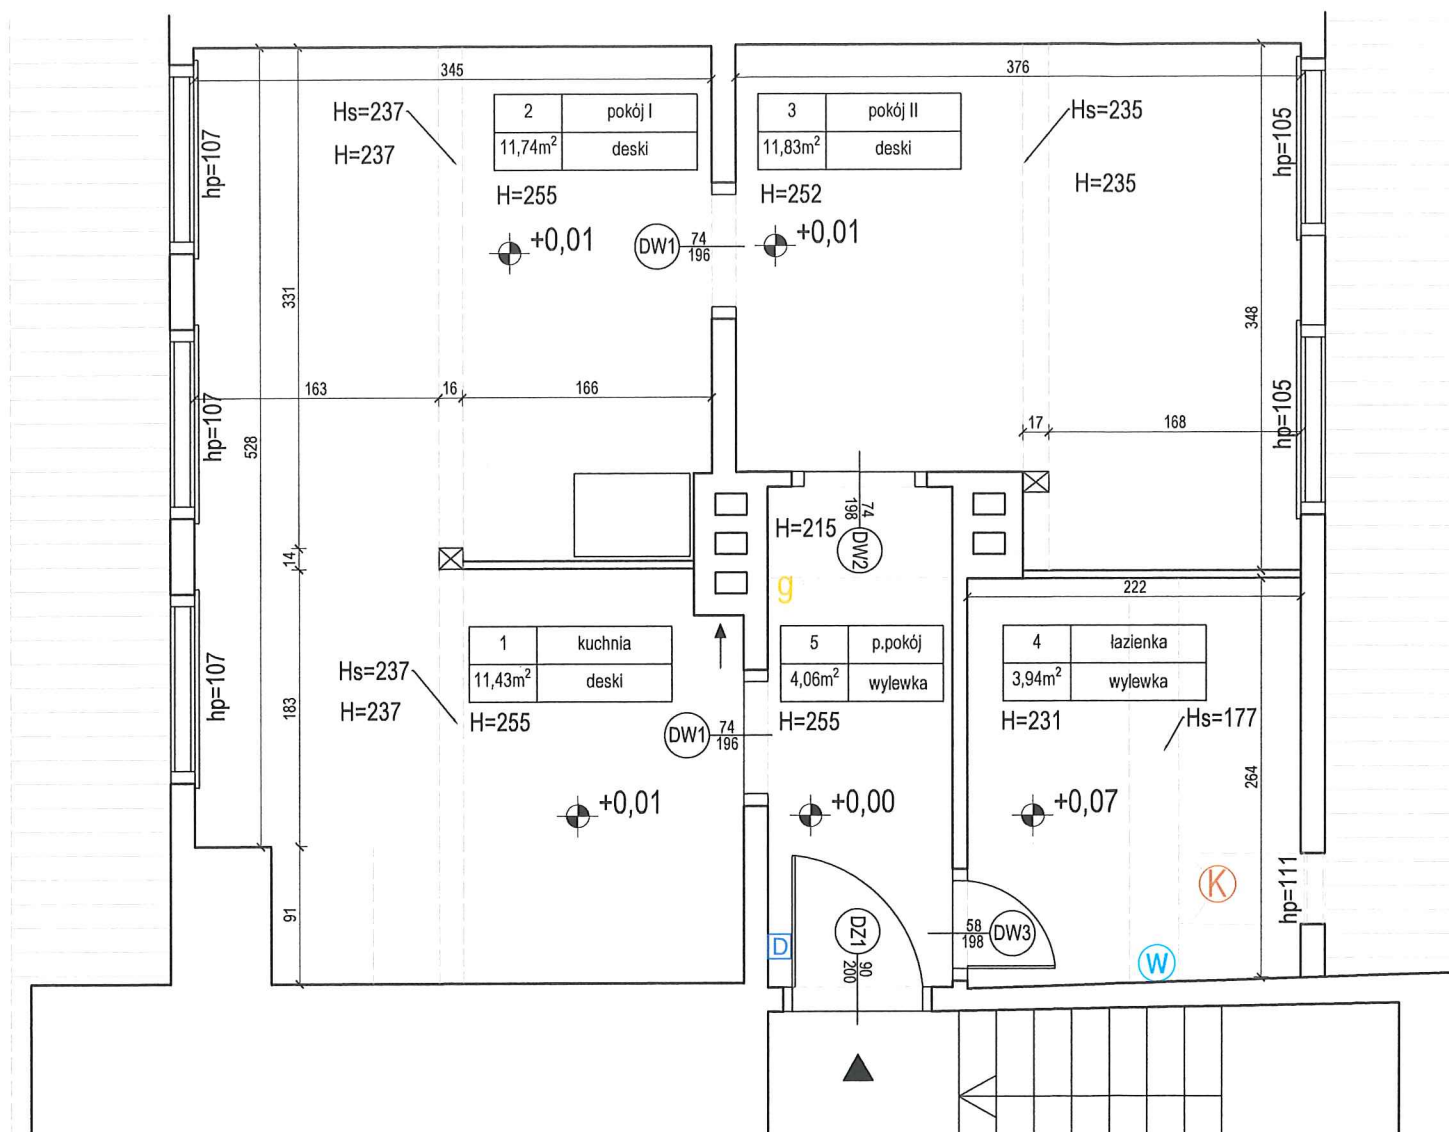 345
376
Hs=237
H=237
2 pokój I
11,74m² deski
H=255
+0,01
DW1 74
196
3 pokój II
11,83m² deski
H=252
+0,01
Hs=235
H=235
hp=107
hp=105
331
348
163
16
166
17
168
hp=107
hp=105
528
14
H=215
74
198
DW2
g
222
1 kuchnia
11,43m² deski
Hs=237
H=237
H=255
hp=107
183
DW1 74
196
+0,01
5 p.pokój
4,06m² wylewka
H=255
+0,00
4 łazienka
3,94m² wylewka
H=231
Hs=177
+0,07
264
K
hp=111
91
D
DZ1 90
200
58
198
DW3
W